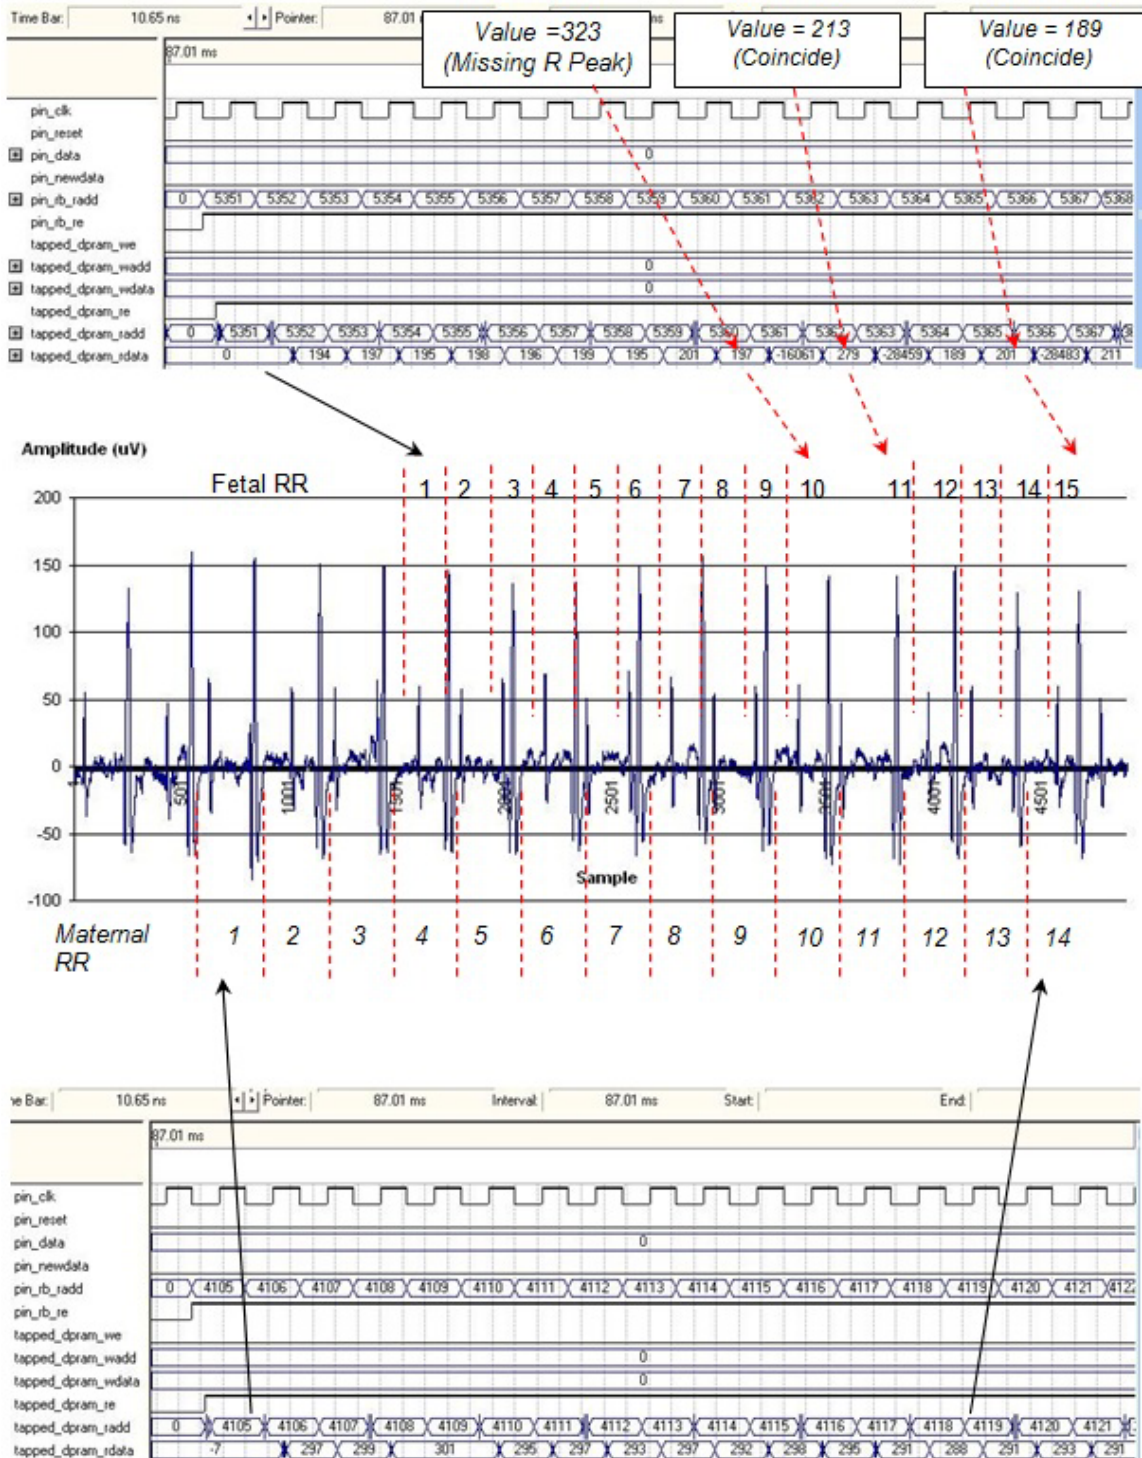 Time Bar: 10.65 ns Pointer: 87.01 ms
Value =323
(Missing R Peak)
Value = 213
(Coincide)
Value = 189
(Coincide)
87.01 ms
pin_clk
pin_reset
pin_data 0
pin_newdata
pin_rb_radd 0 5351 5352 5353 5354 5355 5356 5357 5358 5359 5360 5361 5362 5363 5364 5365 5366 5367 5368
pin_rb_re
tapped_dpram_we
tapped_dpram_wadd 0
tapped_dpram_wdata 0
tapped_dpram_re
tapped_dpram_radd 0 5351 5352 5353 5354 5355 5356 5357 5358 5359 5360 5361 5362 5363 5364 5365 5366 5367
tapped_dpram_rdata 0 194 197 195 198 196 199 195 201 197 -16061 279 -28459 189 201 -28483 211
Amplitude (uV)
Fetal RR 1 2 3 4 5 6 7 8 9 10 11 12 13 14 15
200
150
100
50
0
501 1001 1501 2001 2501 3001 3501 4001 4501
-50
-100
Sample
Maternal
RR
1 2 3 4 5 6 7 8 9 10 11 12 13 14
ne Bar: 10.65 ns Pointer: 87.01 ms Interval: 87.01 ms Start: End:
87.01 ms
pin_clk
pin_reset
pin_data 0
pin_newdata
pin_rb_radd 0 4105 4106 4107 4108 4109 4110 4111 4112 4113 4114 4115 4116 4117 4118 4119 4120 4121 4122
pin_rb_re
tapped_dpram_we
tapped_dpram_wadd 0
tapped_dpram_wdata 0
tapped_dpram_re
tapped_dpram_radd 0 4105 4106 4107 4108 4109 4110 4111 4112 4113 4114 4115 4116 4117 4118 4119 4120 4121
tapped_dpram_rdata -7 297 299 301 295 297 293 297 292 298 295 291 288 291 293 291